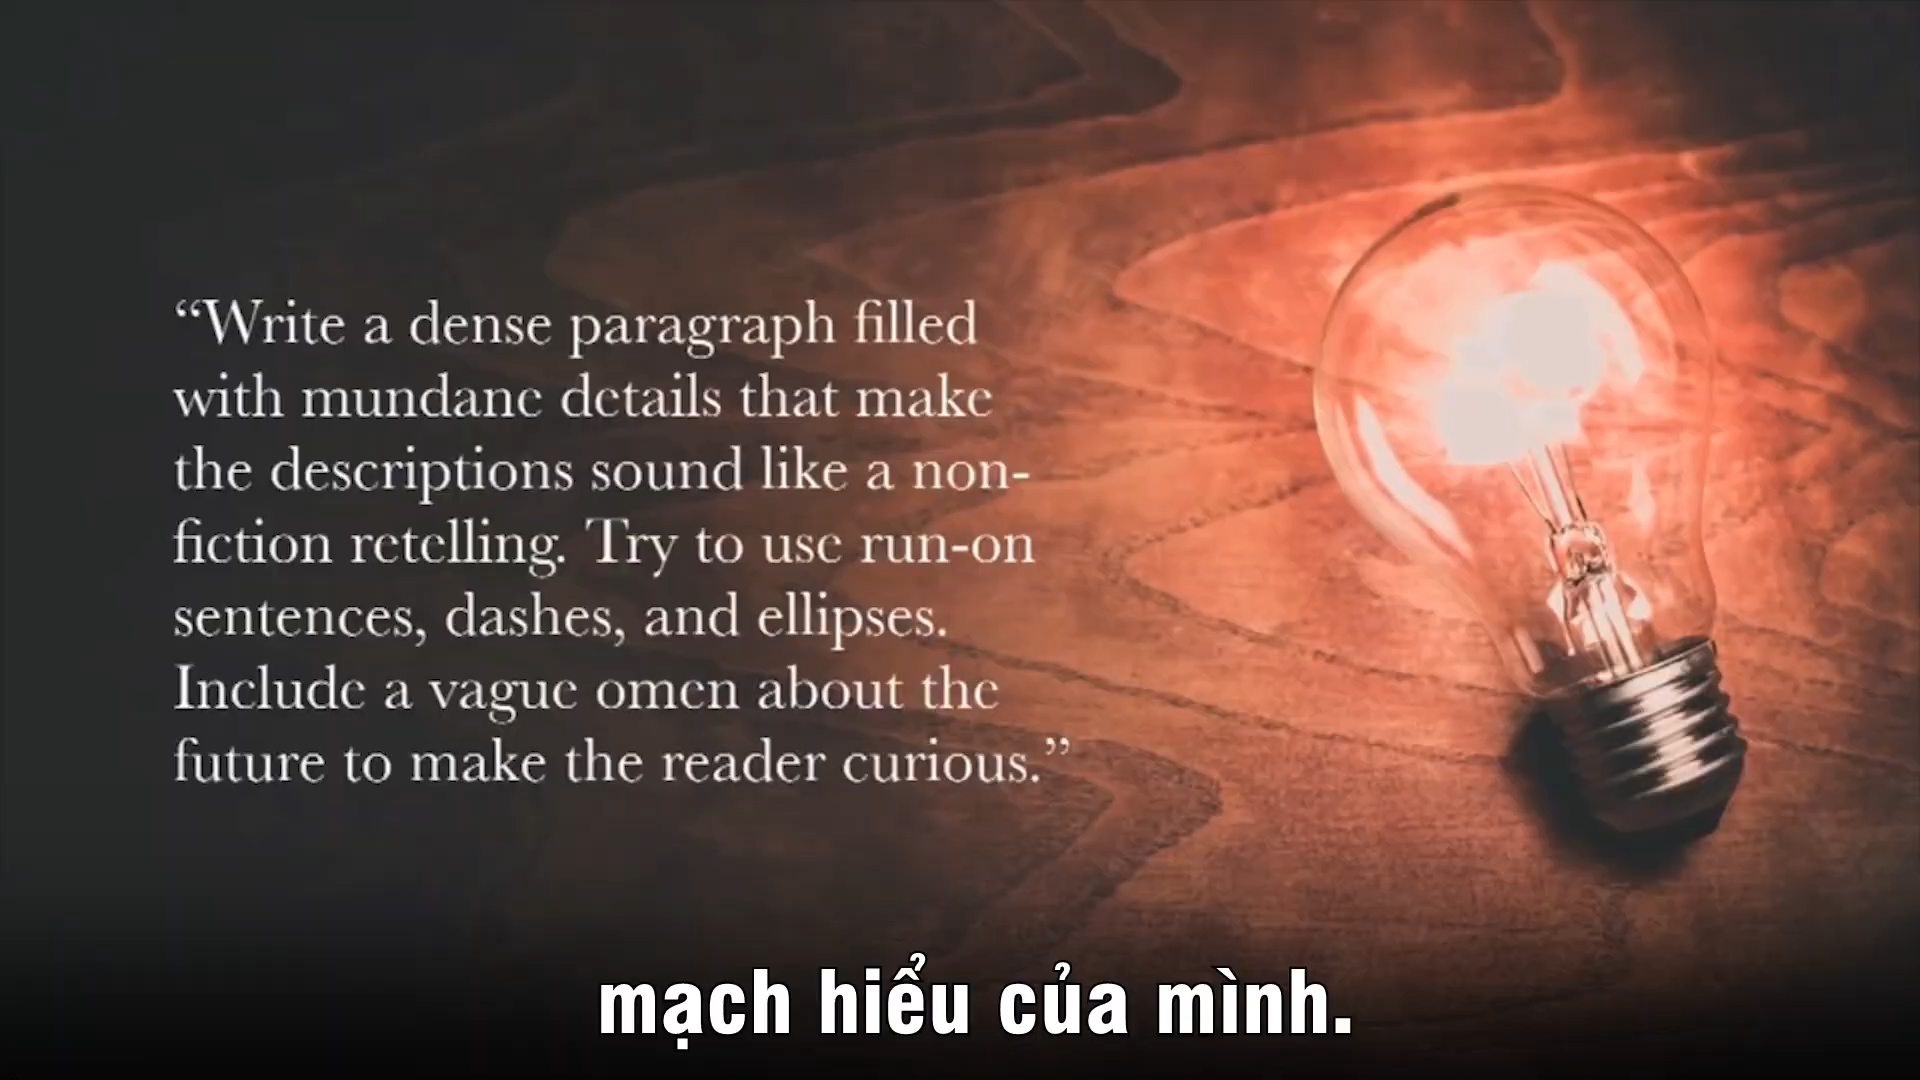 “Write a dense paragraph filled
with mundane details that make
the descriptions sound like a non-
fiction retelling. Try to use run-on
sentences, dashes, and ellipses.
Include a vague omen about the
future to make the reader curious.”
mạch hiểu của mình.